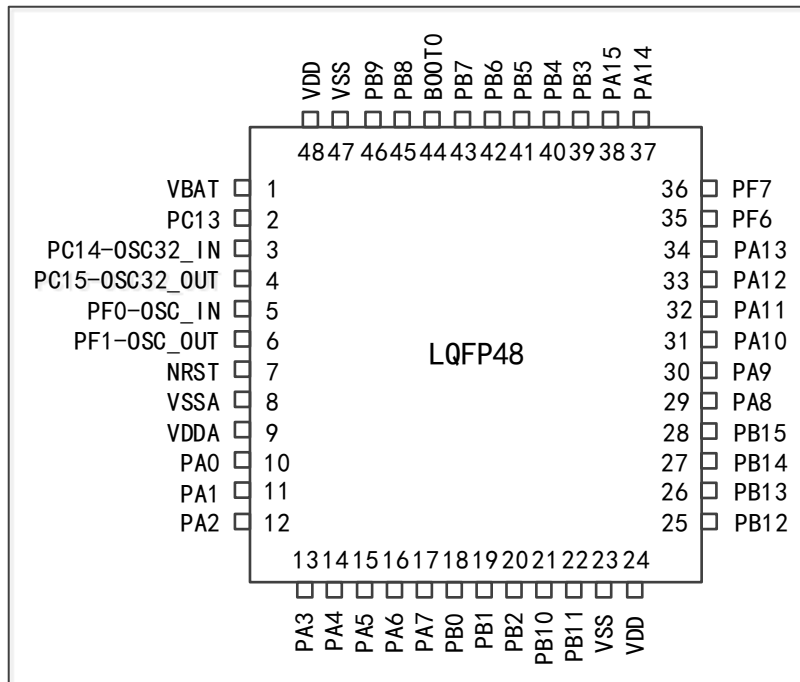 VDD VSS PB9 PB8 BOOT0 PB7 PB6 PB5 PB4 PB3 PA15 PA14
48 47 46 45 44 43 42 41 40 39 38 37
VBAT 1 36 PF7
PC13 2 35 PF6
PC14-OSC32_IN 3 34 PA13
PC15-OSC32_OUT 4 33 PA12
PF0-OSC_IN 5 32 PA11
PF1-OSC_OUT 6 31 PA10
LQFP48
NRST 7 30 PA9
VSSA 8 29 PA8
VDDA 9 28 PB15
PA0 10 27 PB14
PA1 11 26 PB13
PA2 12 25 PB12
13 14 15 16 17 18 19 20 21 22 23 24
PA3 PA4 PA5 PA6 PA7 PB0 PB1 PB2 PB10 PB11 VSS VDD